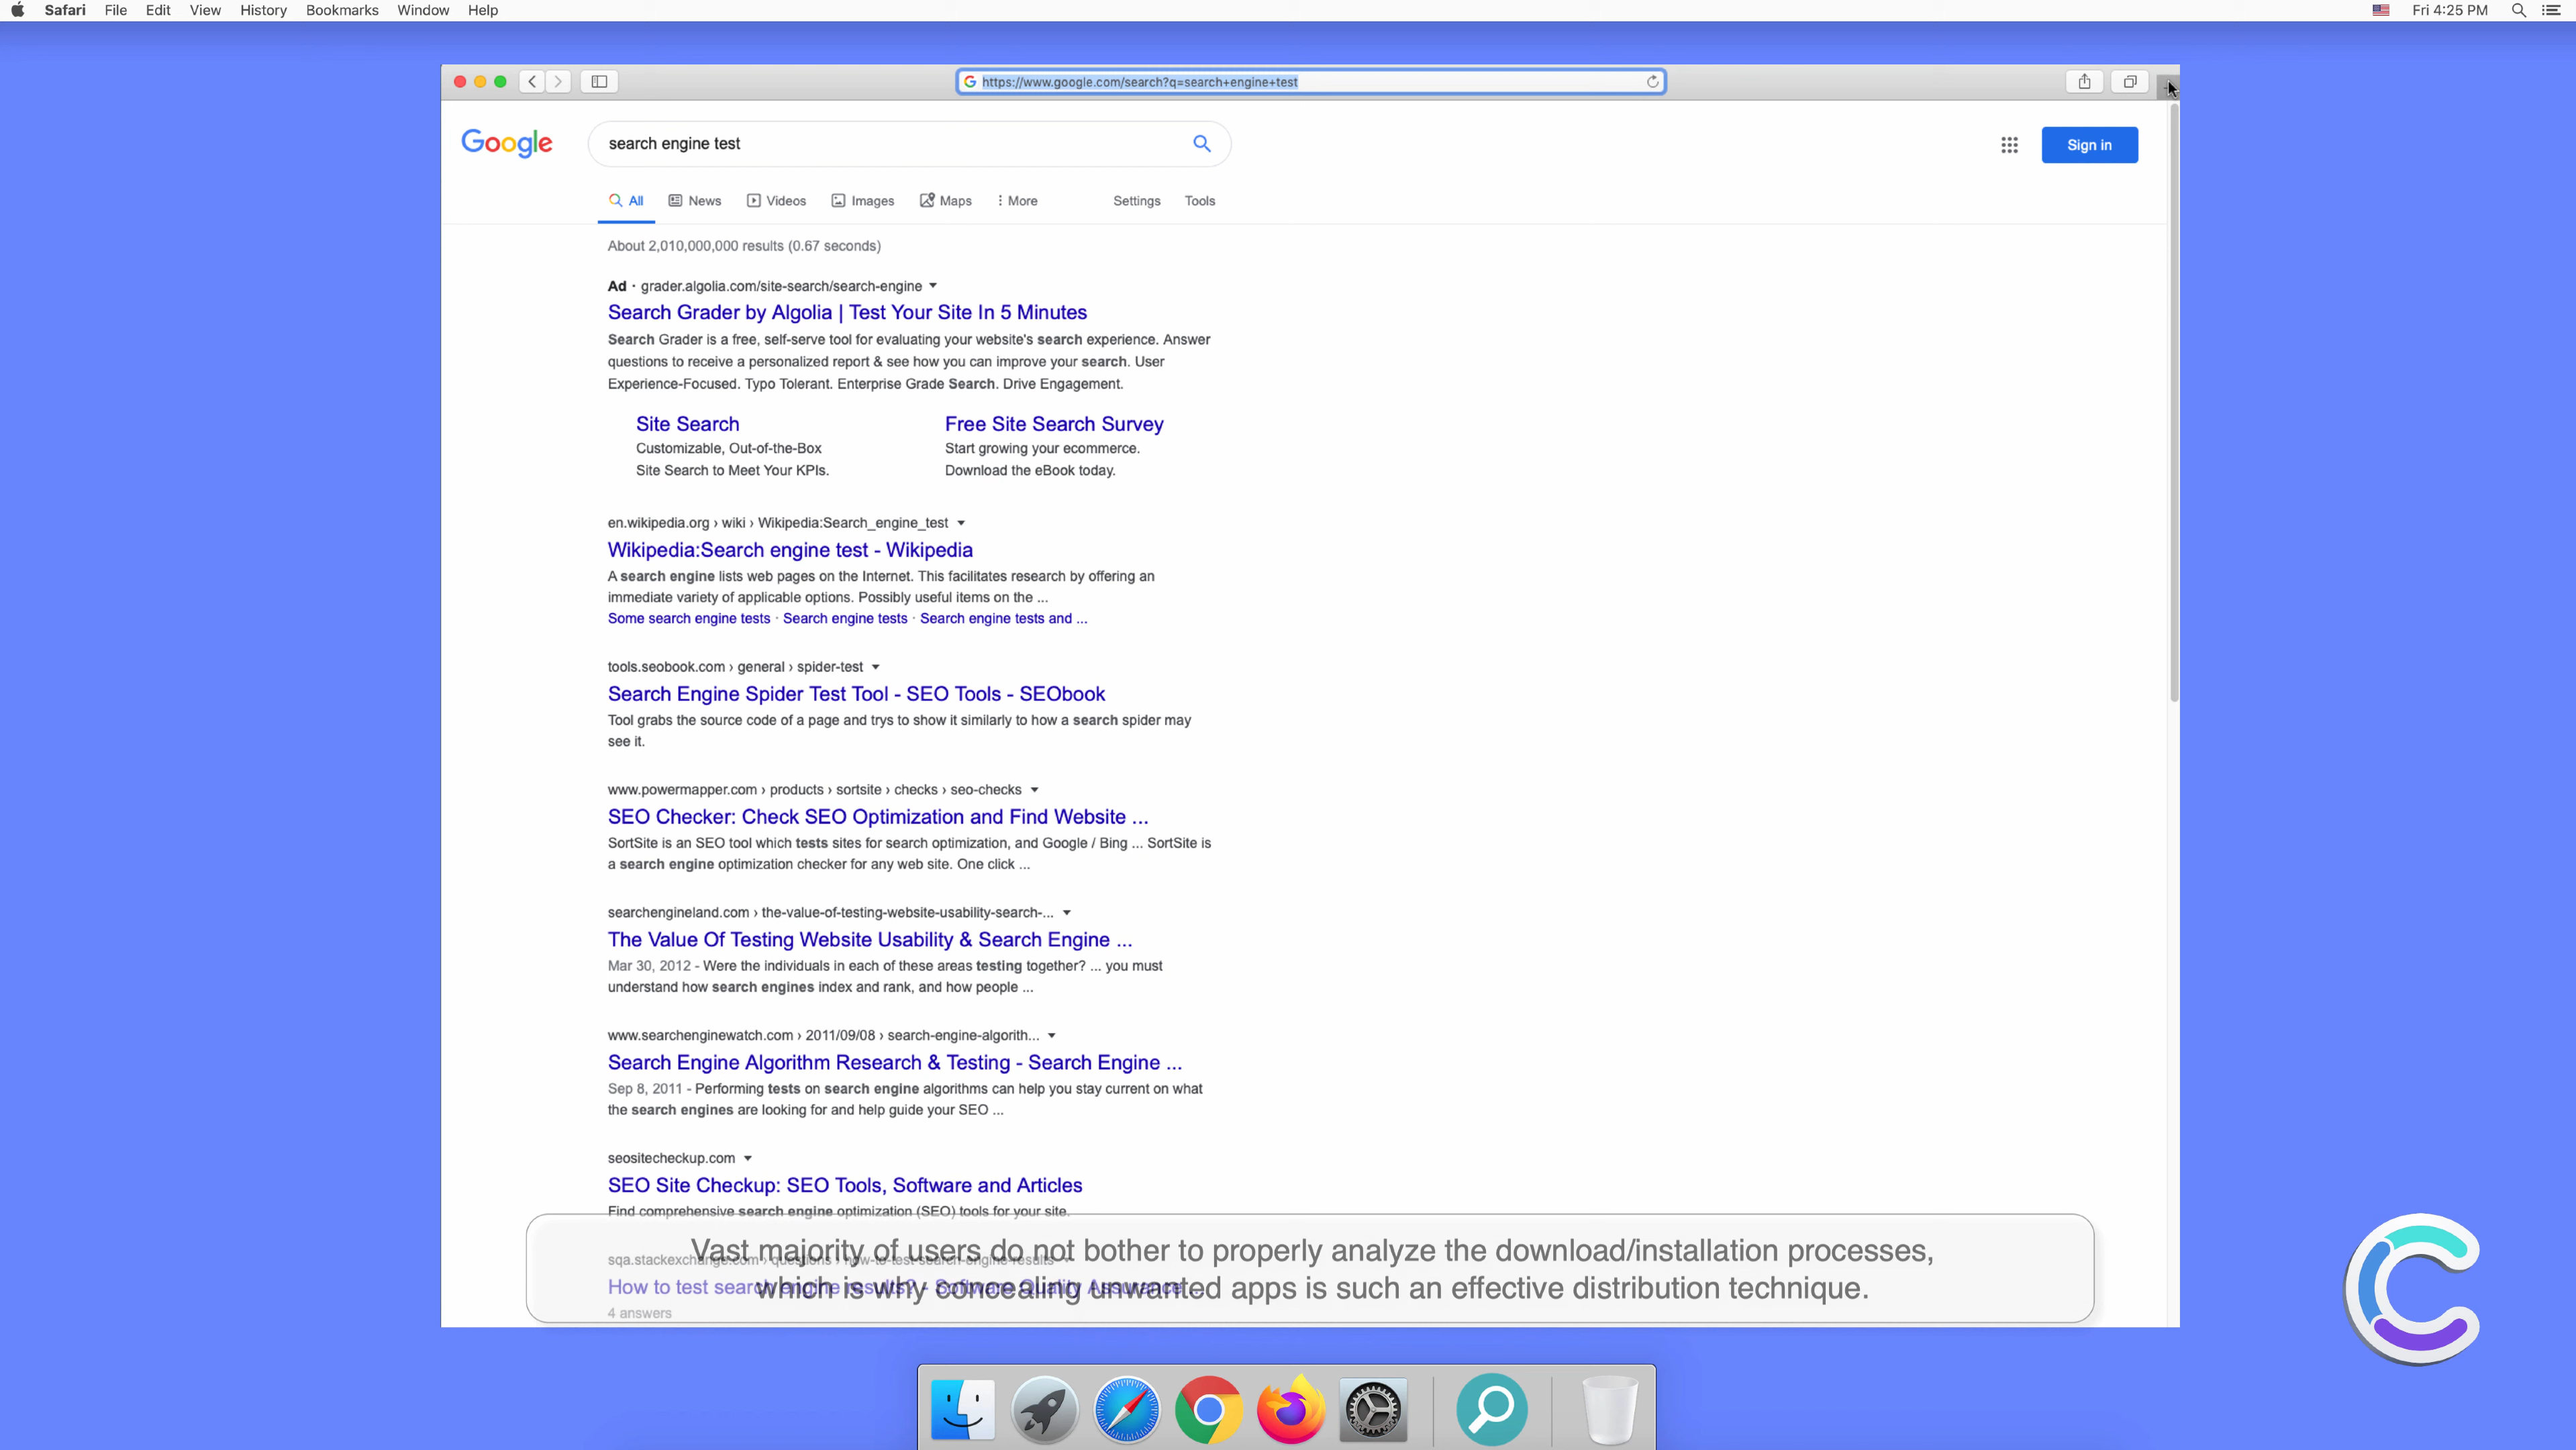 Safari File Edit View History Bookmarks Window Help
Fri 4:25 PM
https://www.google.com/search?q=search+engine+test
Google
search engine test
Sign in
All News Videos Images Maps More Settings Tools
About 2,010,000,000 results (0.67 seconds)
Ad · grader.algolia.com/site-search/search-engine
Search Grader by Algolia | Test Your Site In 5 Minutes
Search Grader is a free, self-serve tool for evaluating your website's search experience. Answer
questions to receive a personalized report & see how you can improve your search. User
Experience-Focused. Typo Tolerant. Enterprise Grade Search. Drive Engagement.
Site Search
Customizable, Out-of-the-Box
Site Search to Meet Your KPIs.
Free Site Search Survey
Start growing your ecommerce.
Download the eBook today.
en.wikipedia.org › wiki › Wikipedia:Search_engine_test
Wikipedia:Search engine test - Wikipedia
A search engine lists web pages on the Internet. This facilitates research by offering an
immediate variety of applicable options. Possibly useful items on the ...
Some search engine tests · Search engine tests · Search engine tests and ...
tools.seobook.com › general › spider-test
Search Engine Spider Test Tool - SEO Tools - SEObook
Tool grabs the source code of a page and trys to show it similarly to how a search spider may
see it.
www.powermapper.com › products › sortsite › checks › seo-checks
SEO Checker: Check SEO Optimization and Find Website ...
SortSite is an SEO tool which tests sites for search optimization, and Google / Bing ... SortSite is
a search engine optimization checker for any web site. One click ...
searchengineland.com › the-value-of-testing-website-usability-search-...
The Value Of Testing Website Usability & Search Engine ...
Mar 30, 2012 - Were the individuals in each of these areas testing together? ... you must
understand how search engines index and rank, and how people ...
www.searchenginewatch.com › 2011/09/08 › search-engine-algorith...
Search Engine Algorithm Research & Testing - Search Engine ...
Sep 8, 2011 - Performing tests on search engine algorithms can help you stay current on what
the search engines are looking for and help guide your SEO ...
seositecheckup.com
SEO Site Checkup: SEO Tools, Software and Articles
Find comprehensive search engine optimization (SEO) tools for your site.
sqa.stackexchange.com › questions › how-to-test-search-engine-results
How to test search engine results? - Software Quality Assurance ...
4 answers
Vast majority of users do not bother to properly analyze the download/installation processes,
which is why concealing unwanted apps is such an effective distribution technique.